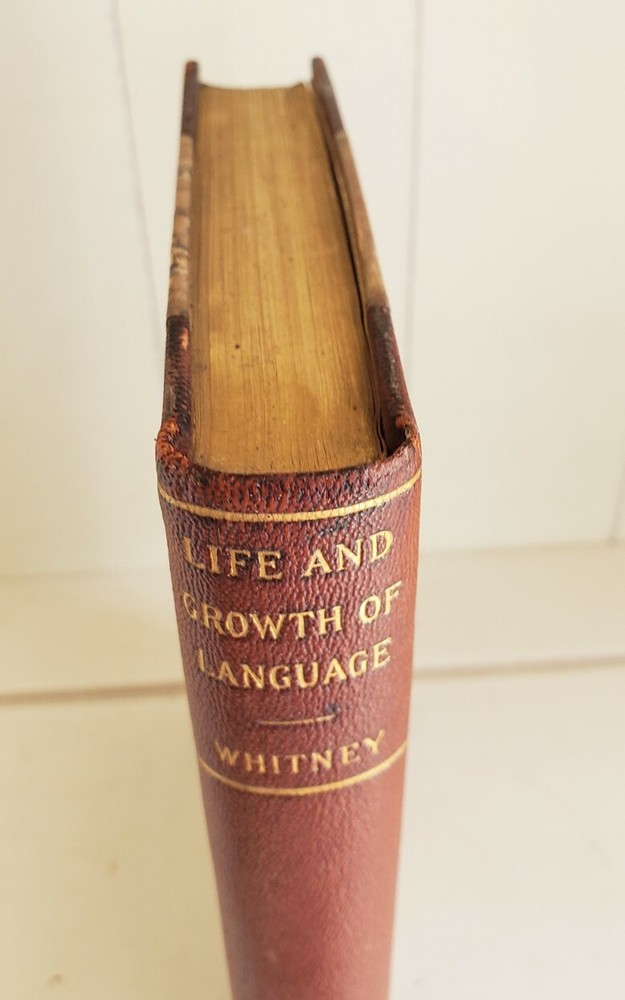 LIFE AND
GROWTH OF
LANGUAGE
WHITNEY